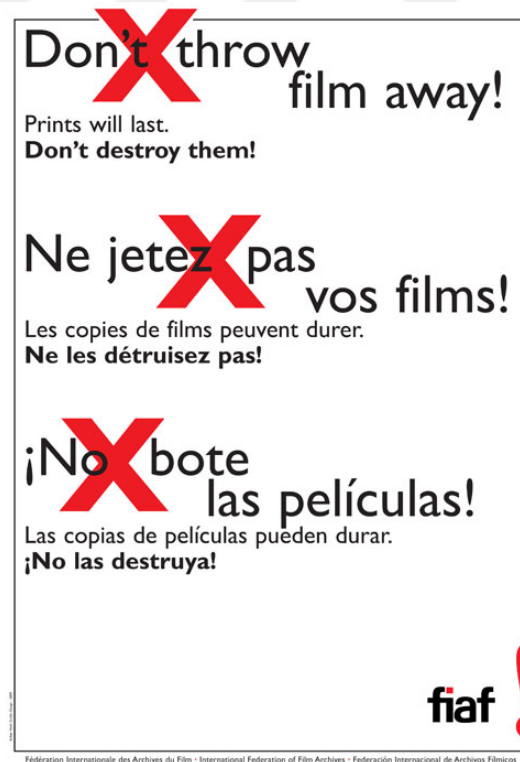 Don't throw
film away!
Prints will last.
Don't destroy them!
Ne jetez pas
vos films!
Les copies de films peuvent durer.
Ne les détruisez pas!
¡No bote
las películas!
Las copias de películas pueden durar.
¡No las destruya!
fiaf
Fédération Internationale des Archives du Film • International Federation of Film Archives • Federación Internacional de Archivos Fílmicos